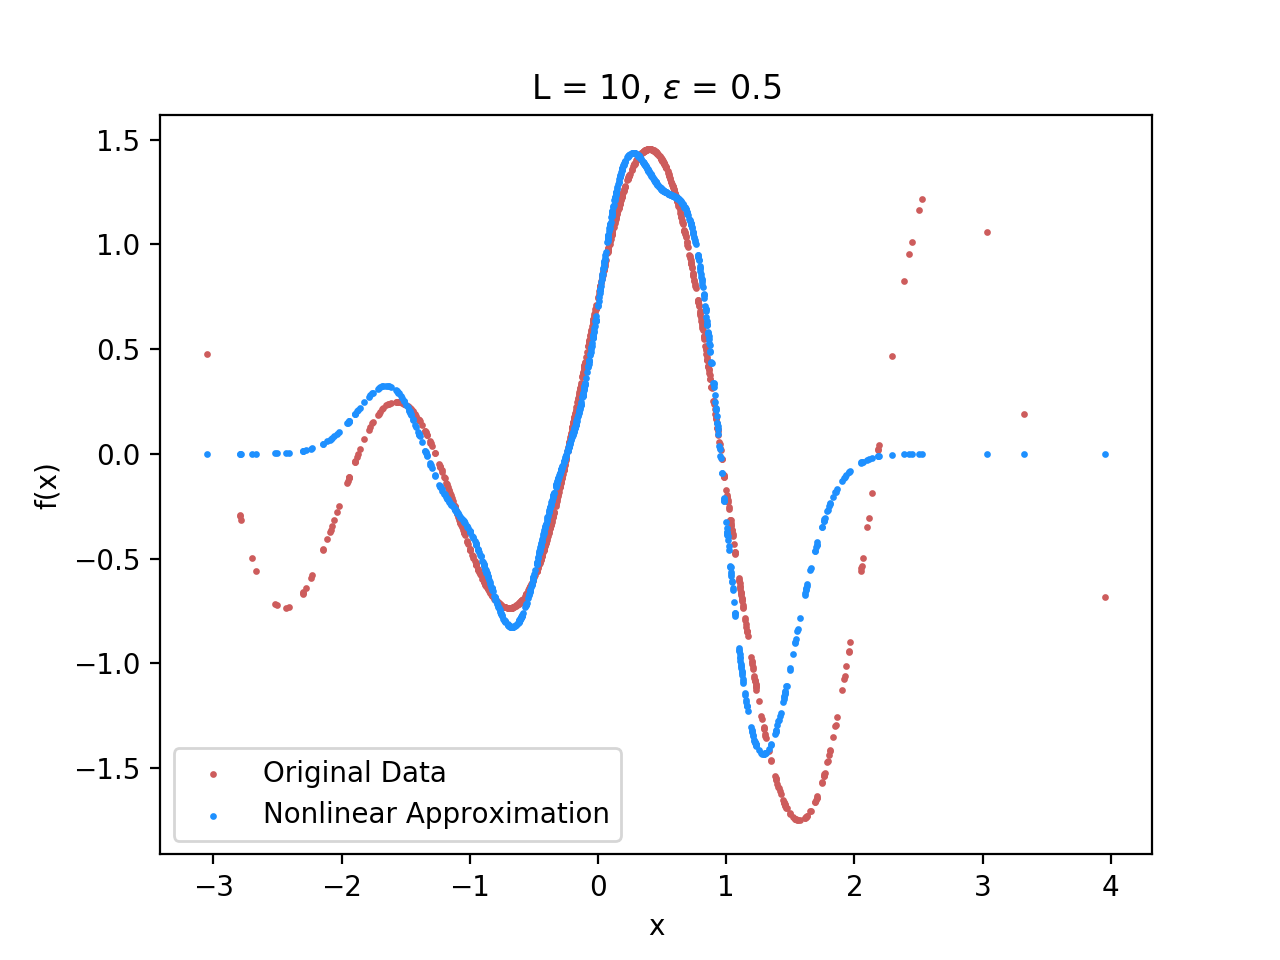 L = 10, ε = 0.5
1.5
1.0
0.5
0.0
−0.5
−1.0
−1.5
f(x)
Original Data
Nonlinear Approximation
−3 −2 −1 0 1 2 3 4
x